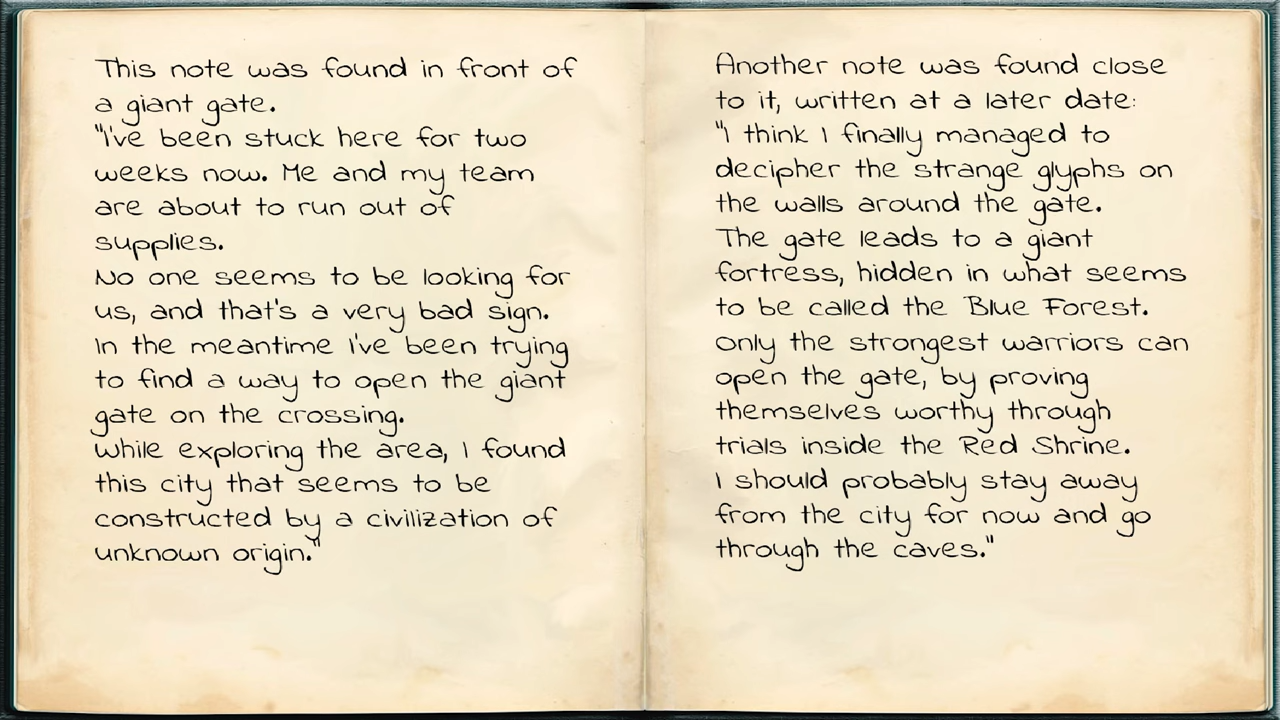 This note was found in front of
a giant gate.
"I've been stuck here for two
weeks now. Me and my team
are about to run out of
supplies.
No one seems to be looking for
us, and that's a very bad sign.
In the meantime I've been trying
to find a way to open the giant
gate on the crossing.
While exploring the area, I found
this city that seems to be
constructed by a civilization of
unknown origin."
Another note was found close
to it, written at a later date:
"I think I finally managed to
decipher the strange glyphs on
the walls around the gate.
The gate leads to a giant
fortress, hidden in what seems
to be called the Blue Forest.
Only the strongest warriors can
open the gate, by proving
themselves worthy through
trials inside the Red Shrine.
I should probably stay away
from the city for now and go
through the caves."